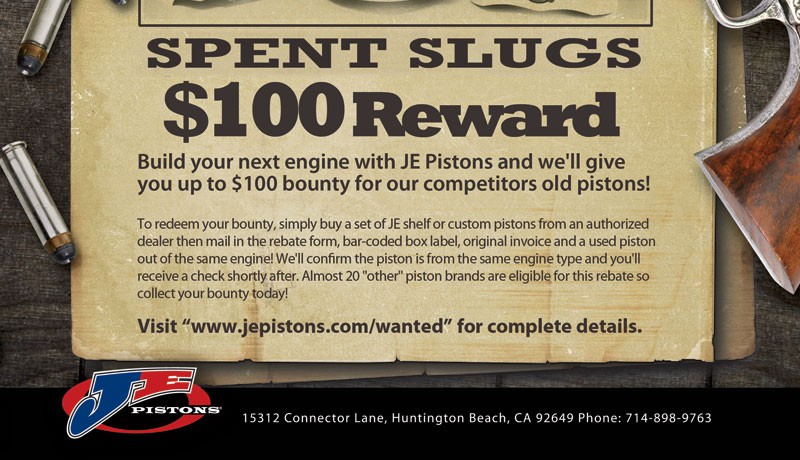 SPENT SLUGS
$100 Reward
Build your next engine with JE Pistons and we'll give
you up to $100 bounty for our competitors old pistons!
To redeem your bounty, simply buy a set of JE shelf or custom pistons from an authorized
dealer then mail in the rebate form, bar-coded box label, original invoice and a used piston
out of the same engine! We'll confirm the piston is from the same engine type and you'll
receive a check shortly after. Almost 20 "other" piston brands are eligible for this rebate so
collect your bounty today!
Visit “www.jepistons.com/wanted” for complete details.
JE
PISTONS®
15312 Connector Lane, Huntington Beach, CA 92649 Phone: 714-898-9763